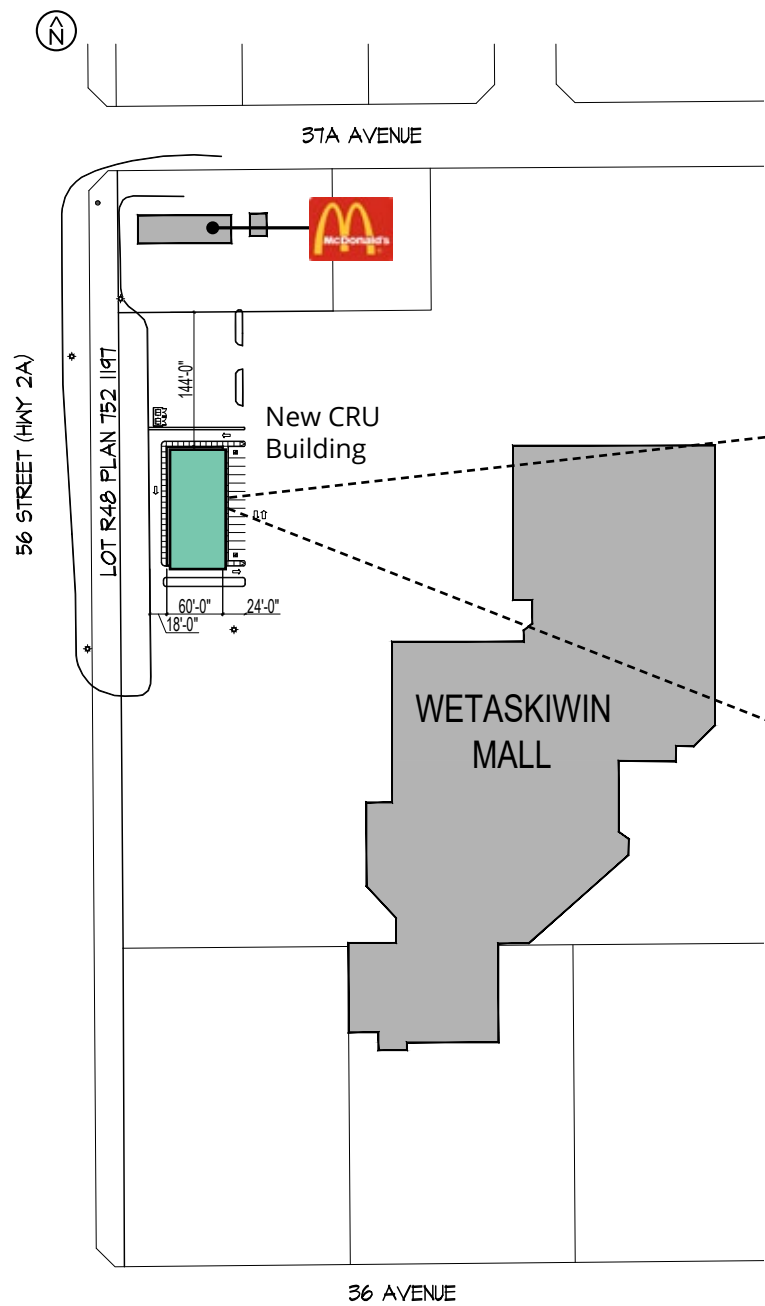 N
37A AVENUE
McDonald's
56 STREET (HWY 2A)
LOT R48 PLAN 752 1197
144'-0"
New CRU
Building
60'-0"
24'-0"
18'-0"
WETASKIWIN
MALL
36 AVENUE